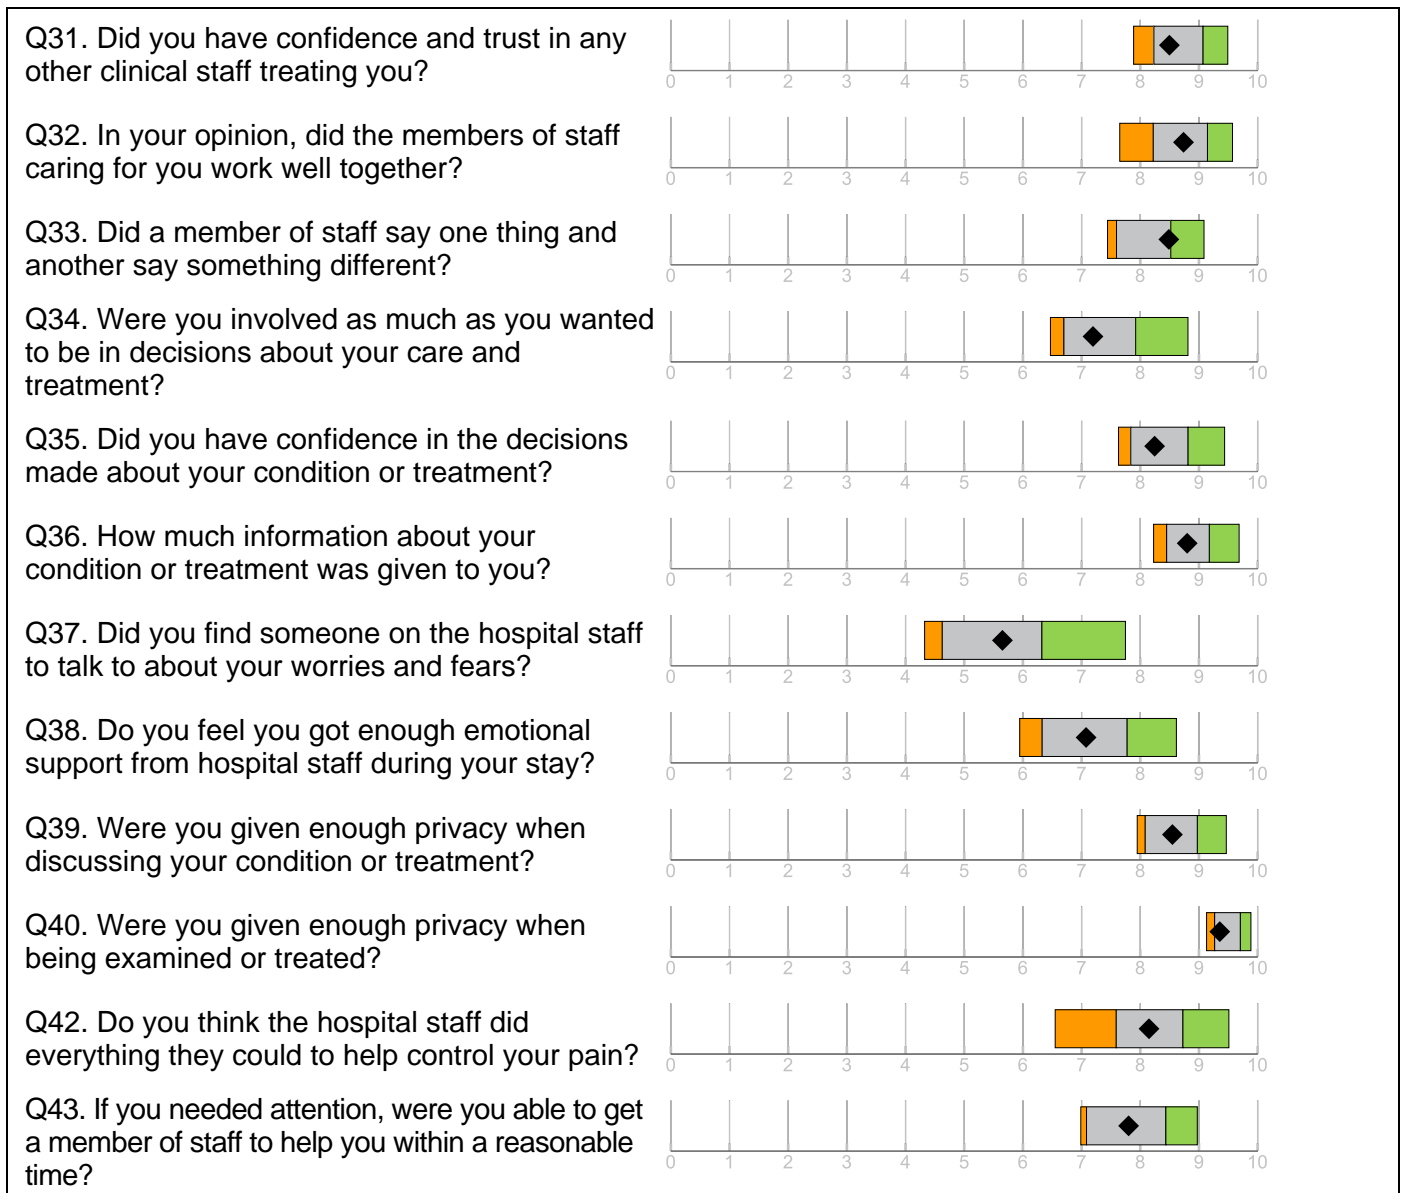 Q31. Did you have confidence and trust in any
other clinical staff treating you?
0 1 2 3 4 5 6 7 8 9 10
Q32. In your opinion, did the members of staff
caring for you work well together?
0 1 2 3 4 5 6 7 8 9 10
Q33. Did a member of staff say one thing and
another say something different?
0 1 2 3 4 5 6 7 8 9 10
Q34. Were you involved as much as you wanted
to be in decisions about your care and
treatment?
0 1 2 3 4 5 6 7 8 9 10
Q35. Did you have confidence in the decisions
made about your condition or treatment?
0 1 2 3 4 5 6 7 8 9 10
Q36. How much information about your
condition or treatment was given to you?
0 1 2 3 4 5 6 7 8 9 10
Q37. Did you find someone on the hospital staff
to talk to about your worries and fears?
0 1 2 3 4 5 6 7 8 9 10
Q38. Do you feel you got enough emotional
support from hospital staff during your stay?
0 1 2 3 4 5 6 7 8 9 10
Q39. Were you given enough privacy when
discussing your condition or treatment?
0 1 2 3 4 5 6 7 8 9 10
Q40. Were you given enough privacy when
being examined or treated?
0 1 2 3 4 5 6 7 8 9 10
Q42. Do you think the hospital staff did
everything they could to help control your pain?
0 1 2 3 4 5 6 7 8 9 10
Q43. If you needed attention, were you able to get
a member of staff to help you within a reasonable
time?
0 1 2 3 4 5 6 7 8 9 10